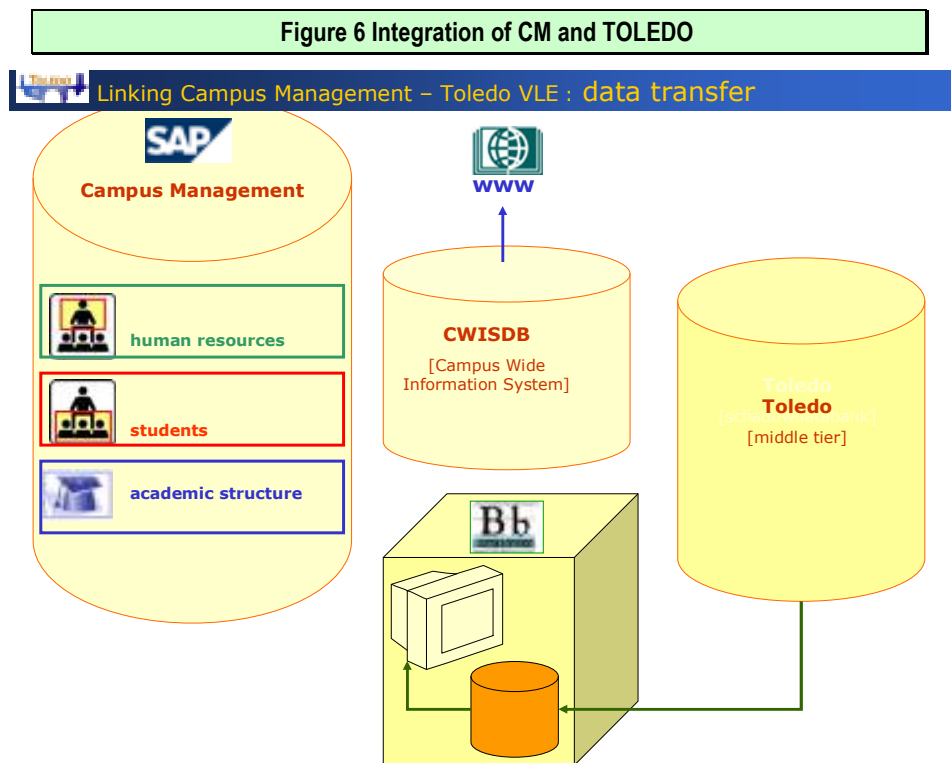 Figure 6 Integration of CM and TOLEDO
Linking Campus Management – Toledo VLE : data transfer
SAP
Campus Management
human resources
students
academic structure
www
CWISDB
[Campus Wide
Information System]
Toledo
Toledo
[middle tier]
Bb